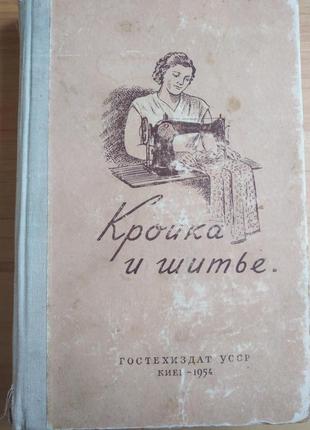 Кройка
и шитье.
ГОСТЕХИЗДАТ УССР
КИЕВ - 1954